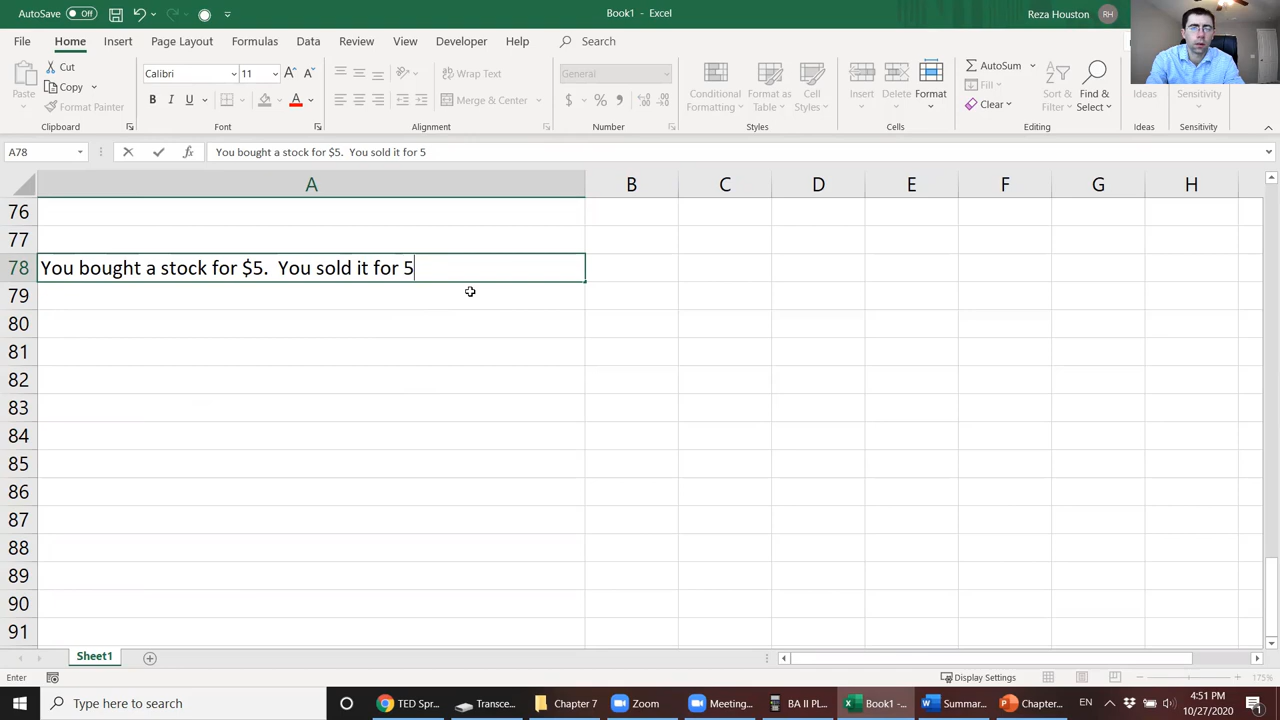 AutoSave Off
Book1 - Excel
Reza Houston RH
File Home Insert Page Layout Formulas Data Review View Developer Help Search
Paste Cut Copy Format Painter
Clipboard
Calibri 11
B I U A
Font
Wrap Text
Merge & Center
Alignment
General
$ % ,
Number
Conditional Formatting Format as Table Cell Styles
Styles
Insert Delete Format
Cells
AutoSum Fill Clear Sort & Filter Find & Select
Editing
Ideas
Ideas
Sensitivity
Sensitivity
A78 fx You bought a stock for $5. You sold it for 5
A B C D E F G H
76
77
78 You bought a stock for $5. You sold it for 5
79
80
81
82
83
84
85
86
87
88
89
90
91
Sheet1
Enter Display Settings 175%
Type here to search TED Spr... Transce... Chapter 7 Zoom Meeting... BA II PL... Book1 -... Summar... Chapter... EN 4:51 PM
10/27/2020